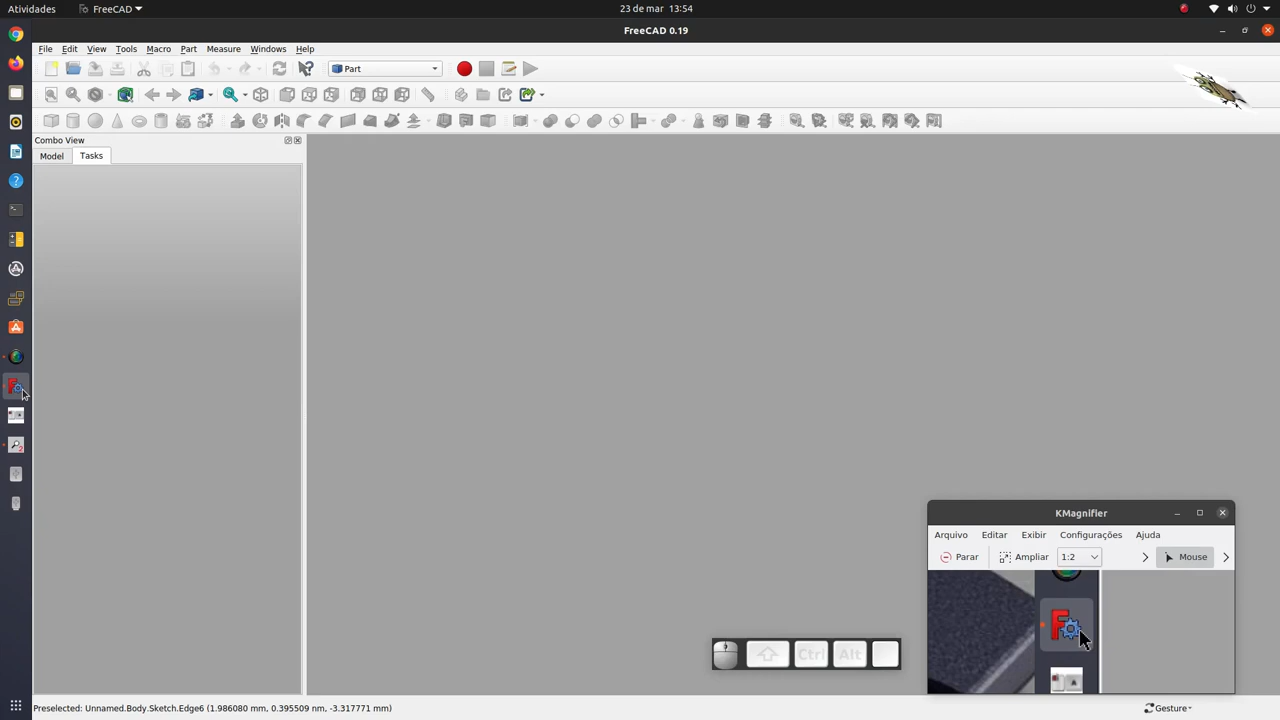 Atividades
FreeCAD
23 de mar 13:54
FreeCAD 0.19
File Edit View Tools Macro Part Measure Windows Help
Part
Combo View
Model Tasks
KMagnifier
Arquivo Editar Exibir Configurações Ajuda
Parar Ampliar 1:2 Mouse
Ctrl Alt
Preselected: Unnamed.Body.Sketch.Edge6 (1.986080 mm, 0.395509 nm, -3.317771 mm)
Gesture